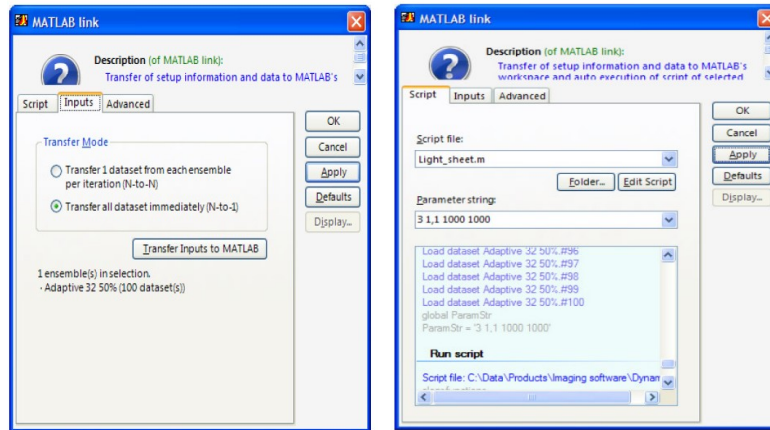 MATLAB link
Description (of MATLAB link):
Transfer of setup information and data to MATLAB's
Script Inputs Advanced
OK
Cancel
Apply
Defaults
Display...
Transfer Mode
Transfer 1 dataset from each ensemble
per iteration (N-to-N)
Transfer all dataset immediately (N-to-1)
Transfer Inputs to MATLAB
1 ensemble(s) in selection.
- Adaptive 32 50% (100 dataset(s))
MATLAB link
Description (of MATLAB link):
Transfer of setup information and data to MATLAB's
workspace and auto execution of script of selected
Script Inputs Advanced
OK
Cancel
Apply
Defaults
Display...
Script file:
Light_sheet.m
Folder... Edit Script
Parameter string:
3 1,1 1000 1000
Load dataset Adaptive 32 50%.#96
Load dataset Adaptive 32 50%.#97
Load dataset Adaptive 32 50%.#98
Load dataset Adaptive 32 50%.#99
Load dataset Adaptive 32 50%.#100
global ParamStr
ParamStr = '3 1,1 1000 1000'
Run script
Script file: C:\Data\Products\Imaging software\Dynam